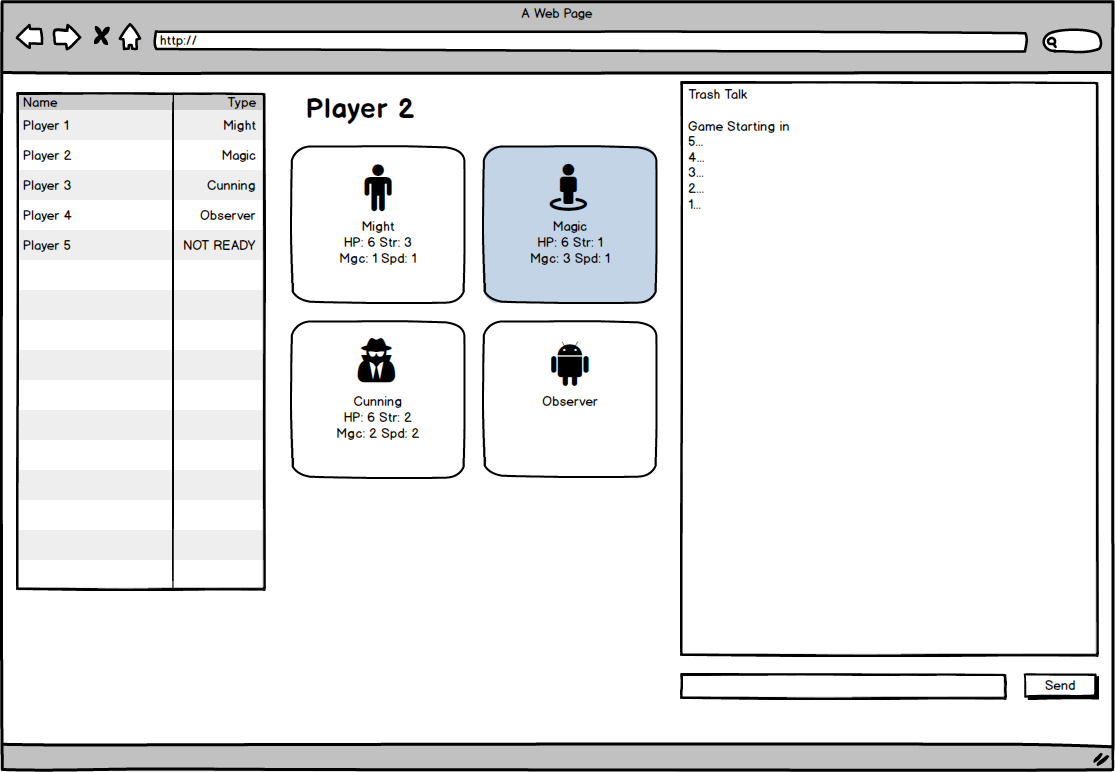 A Web Page
http://
Name Type
Player 1 Might
Player 2 Magic
Player 3 Cunning
Player 4 Observer
Player 5 NOT READY
Player 2
Might
HP: 6 Str: 3
Mgc: 1 Spd: 1
Magic
HP: 6 Str: 1
Mgc: 3 Spd: 1
Cunning
HP: 6 Str: 2
Mgc: 2 Spd: 2
Observer
Trash Talk
Game Starting in
5...
4...
3...
2...
1...
Send